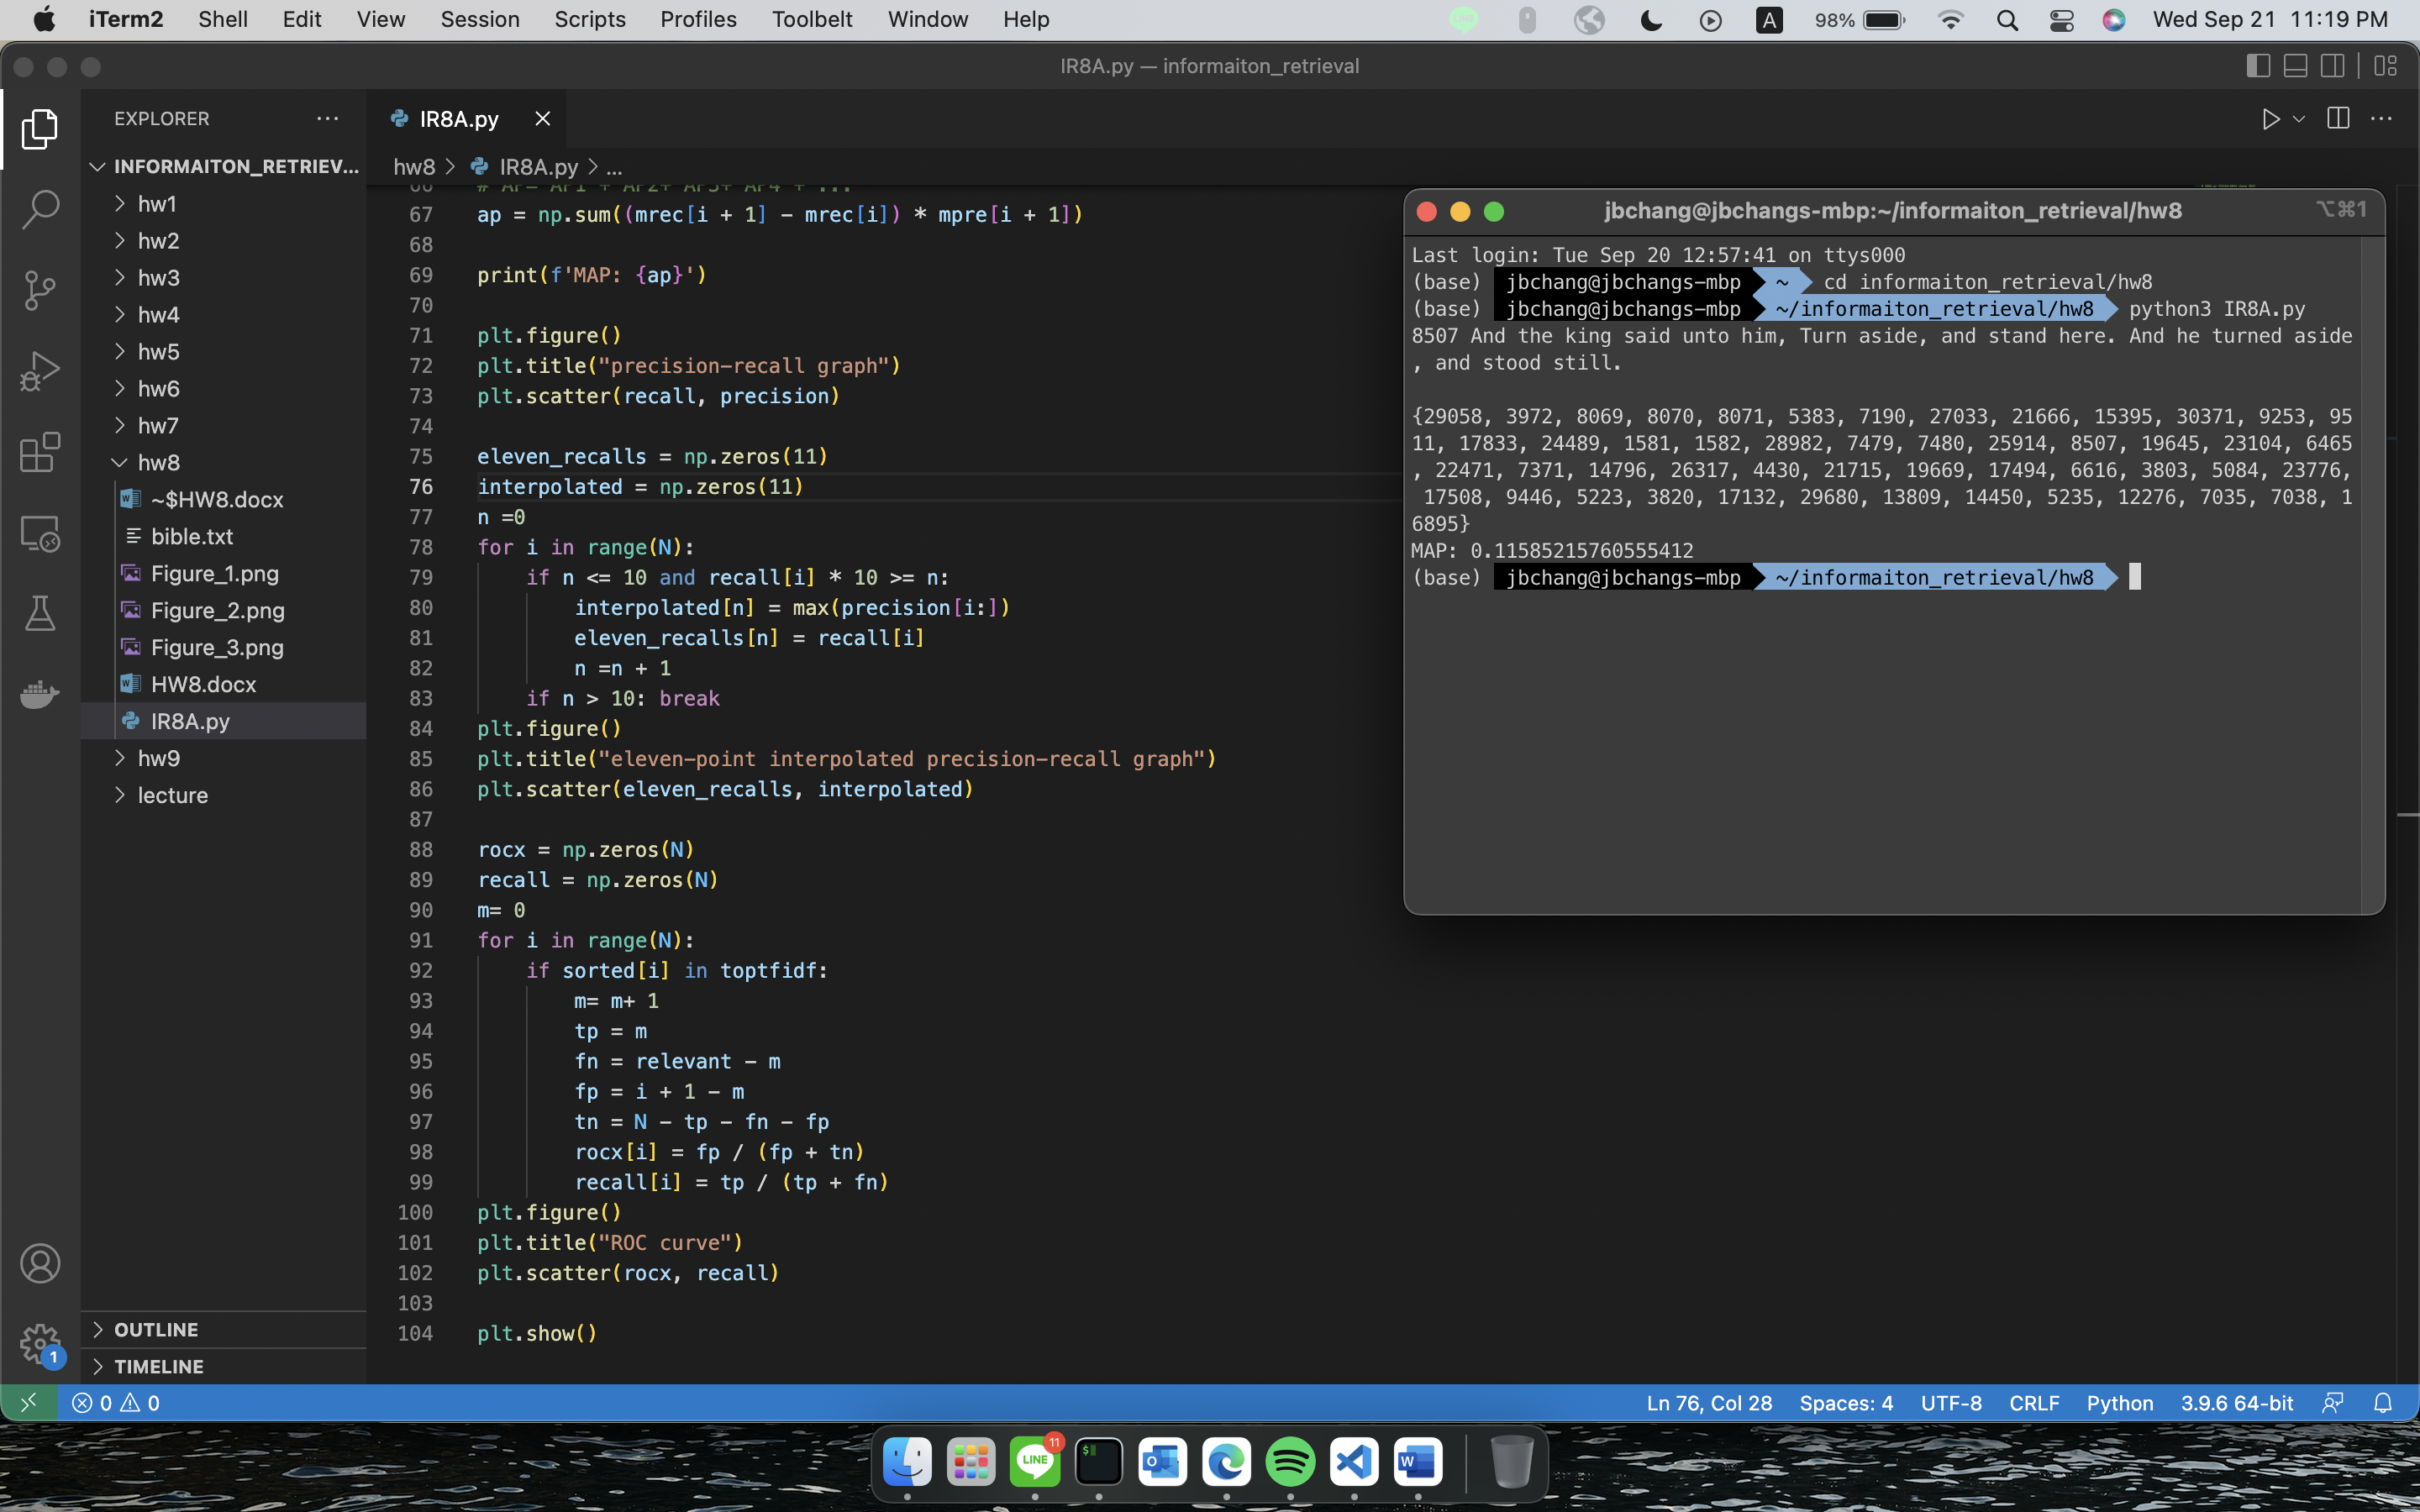 iTerm2 Shell Edit View Session Scripts Profiles Toolbelt Window Help A 98% Wed Sep 21 11:19 PM
IR8A.py — informaiton_retrieval
EXPLORER
INFORMAITON_RETRIEV...
hw1
hw2
hw3
hw4
hw5
hw6
hw7
hw8
~$HW8.docx
bible.txt
Figure_1.png
Figure_2.png
Figure_3.png
HW8.docx
IR8A.py
hw9
lecture
OUTLINE
TIMELINE
IR8A.py
hw8 > IR8A.py > ...
67 ap = np.sum((mrec[i + 1] - mrec[i]) * mpre[i + 1])
68
69 print(f'MAP: {ap}')
70
71 plt.figure()
72 plt.title("precision-recall graph")
73 plt.scatter(recall, precision)
74
75 eleven_recalls = np.zeros(11)
76 interpolated = np.zeros(11)
77 n =0
78 for i in range(N):
79 if n <= 10 and recall[i] * 10 >= n:
80 interpolated[n] = max(precision[i:])
81 eleven_recalls[n] = recall[i]
82 n =n + 1
83 if n > 10: break
84 plt.figure()
85 plt.title("eleven-point interpolated precision-recall graph")
86 plt.scatter(eleven_recalls, interpolated)
87
88 rocx = np.zeros(N)
89 recall = np.zeros(N)
90 m= 0
91 for i in range(N):
92 if sorted[i] in toptfidf:
93 m= m+ 1
94 tp = m
95 fn = relevant - m
96 fp = i + 1 - m
97 tn = N - tp - fn - fp
98 rocx[i] = fp / (fp + tn)
99 recall[i] = tp / (tp + fn)
100 plt.figure()
101 plt.title("ROC curve")
102 plt.scatter(rocx, recall)
103
104 plt.show()
jbchang@jbchangs-mbp:~/informaiton_retrieval/hw8 ⌥⌘1
Last login: Tue Sep 20 12:57:41 on ttys000
(base) jbchang@jbchangs-mbp ~ cd informaiton_retrieval/hw8
(base) jbchang@jbchangs-mbp ~/informaiton_retrieval/hw8 python3 IR8A.py
8507 And the king said unto him, Turn aside, and stand here. And he turned aside
, and stood still.
{29058, 3972, 8069, 8070, 8071, 5383, 7190, 27033, 21666, 15395, 30371, 9253, 95
11, 17833, 24489, 1581, 1582, 28982, 7479, 7480, 25914, 8507, 19645, 23104, 6465
, 22471, 7371, 14796, 26317, 4430, 21715, 19669, 17494, 6616, 3803, 5084, 23776,
17508, 9446, 5223, 3820, 17132, 29680, 13809, 14450, 5235, 12276, 7035, 7038, 1
6895}
MAP: 0.11585215760555412
(base) jbchang@jbchangs-mbp ~/informaiton_retrieval/hw8
1
0 0 Ln 76, Col 28 Spaces: 4 UTF-8 CRLF Python 3.9.6 64-bit
11
LINE
$
O
W